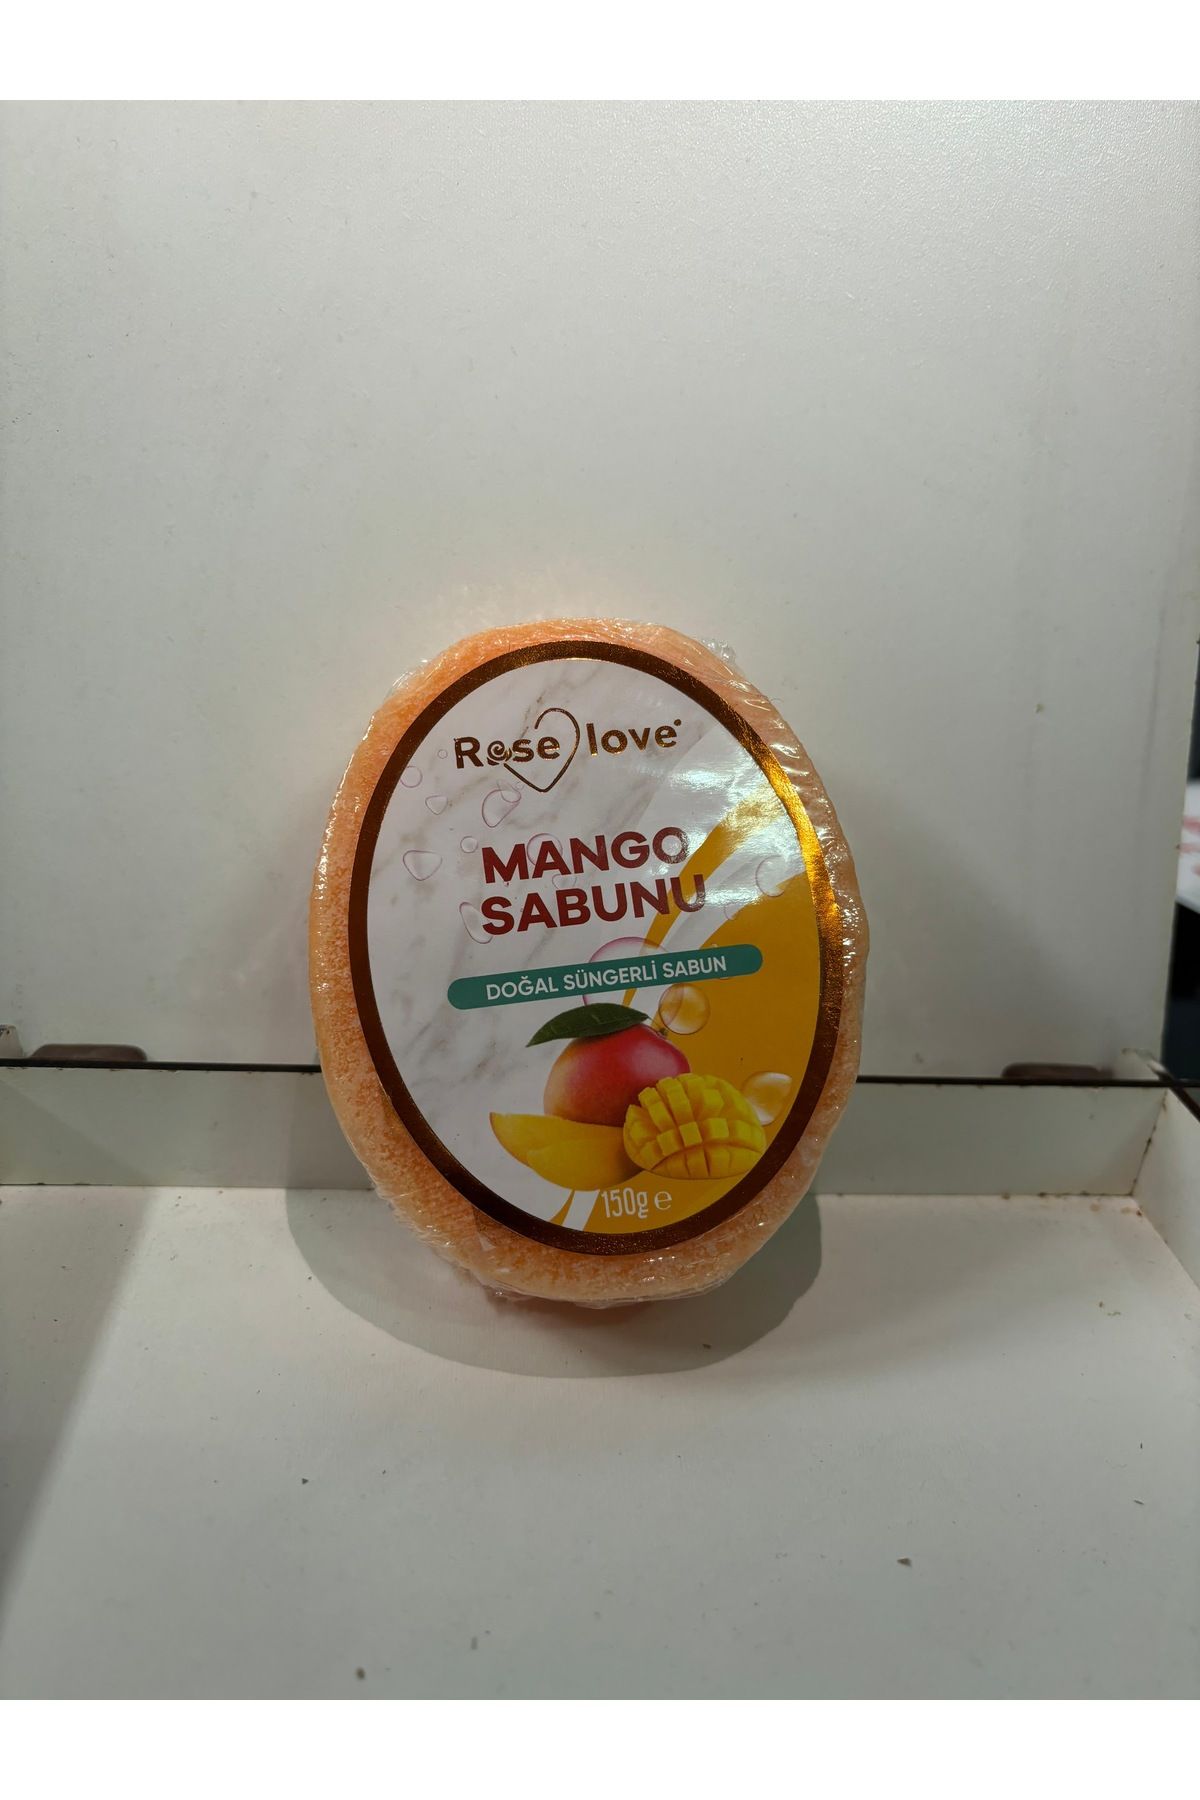 Rose love
MANGO
SABUNU
DOĞAL SÜNGERLİ SABUN
150g ℮